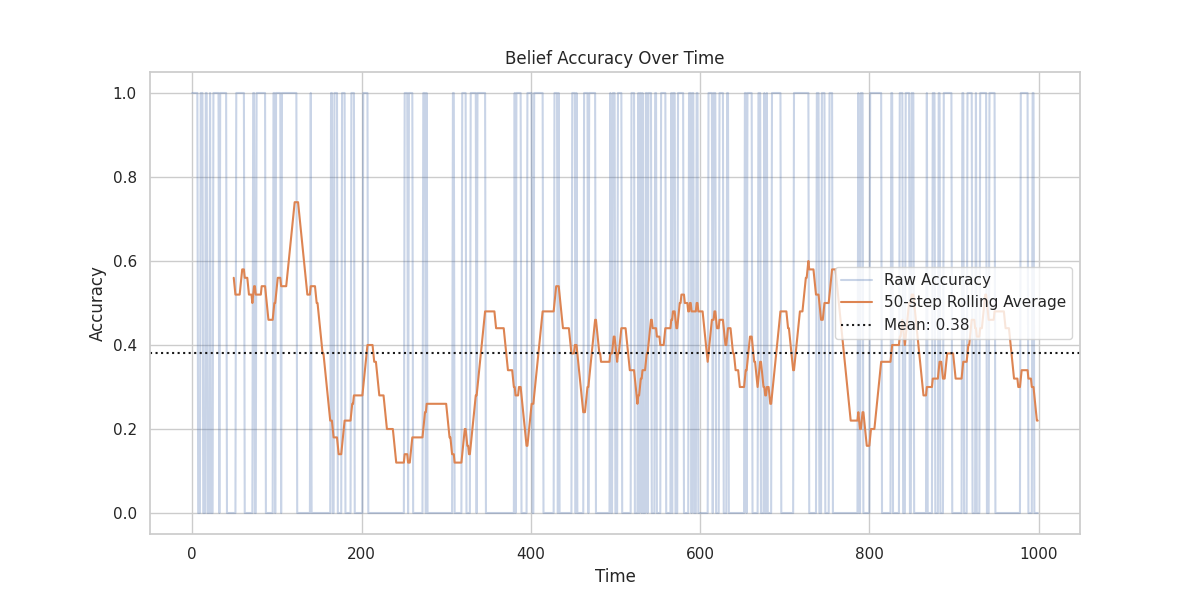 Belief Accuracy Over Time
1.0
0.8
0.6
0.4
0.2
0.0
Accuracy
Raw Accuracy
50-step Rolling Average
Mean: 0.38
0
200
400
600
800
1000
Time